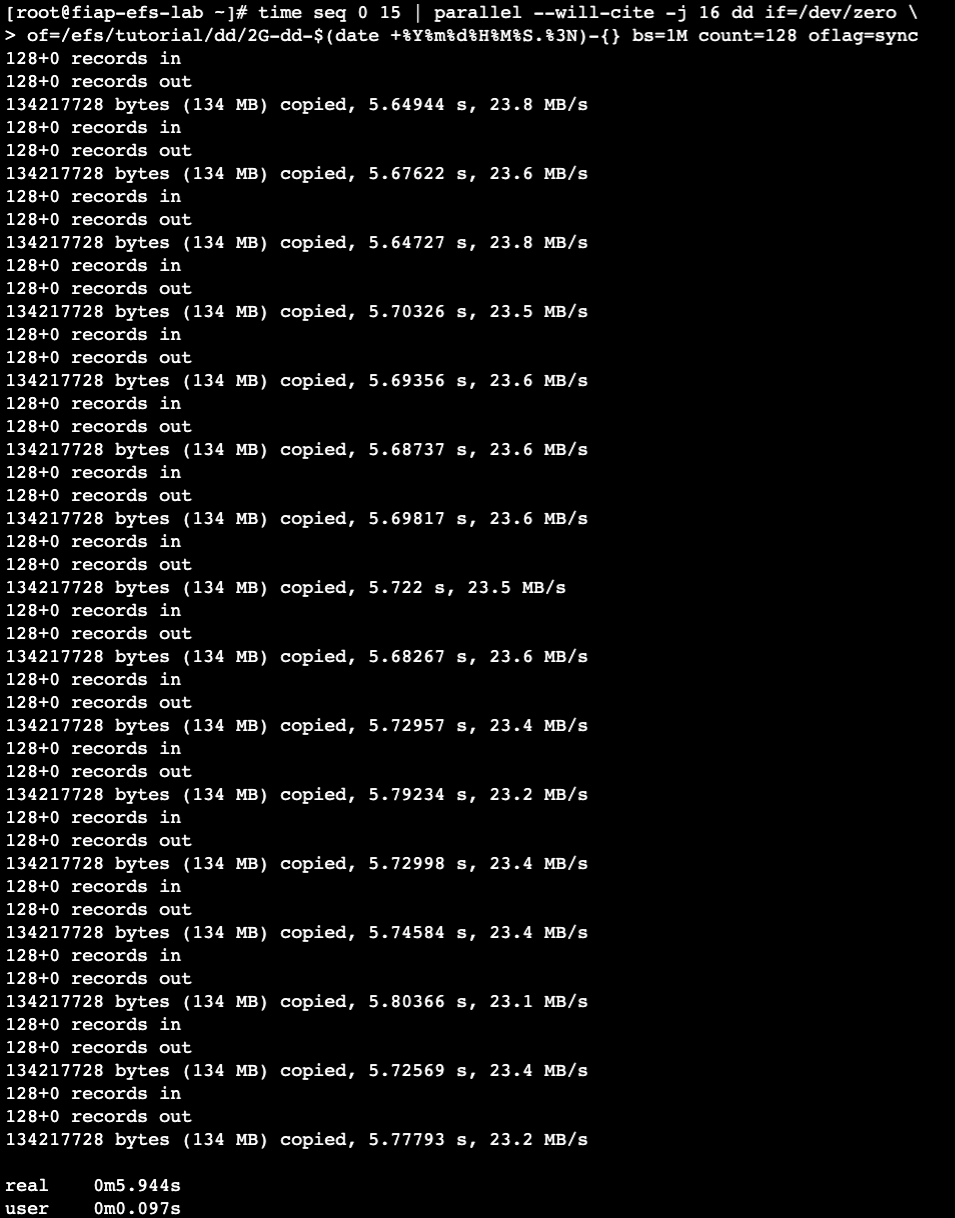 [root@fiap-efs-lab ~]# time seq 0 15 | parallel --will-cite -j 16 dd if=/dev/zero \
> of=/efs/tutorial/dd/2G-dd-$(date +%Y%m%d%H%M%S.%3N)-{} bs=1M count=128 oflag=sync
128+0 records in
128+0 records out
134217728 bytes (134 MB) copied, 5.64944 s, 23.8 MB/s
128+0 records in
128+0 records out
134217728 bytes (134 MB) copied, 5.67622 s, 23.6 MB/s
128+0 records in
128+0 records out
134217728 bytes (134 MB) copied, 5.64727 s, 23.8 MB/s
128+0 records in
128+0 records out
134217728 bytes (134 MB) copied, 5.70326 s, 23.5 MB/s
128+0 records in
128+0 records out
134217728 bytes (134 MB) copied, 5.69356 s, 23.6 MB/s
128+0 records in
128+0 records out
134217728 bytes (134 MB) copied, 5.68737 s, 23.6 MB/s
128+0 records in
128+0 records out
134217728 bytes (134 MB) copied, 5.69817 s, 23.6 MB/s
128+0 records in
128+0 records out
134217728 bytes (134 MB) copied, 5.722 s, 23.5 MB/s
128+0 records in
128+0 records out
134217728 bytes (134 MB) copied, 5.68267 s, 23.6 MB/s
128+0 records in
128+0 records out
134217728 bytes (134 MB) copied, 5.72957 s, 23.4 MB/s
128+0 records in
128+0 records out
134217728 bytes (134 MB) copied, 5.79234 s, 23.2 MB/s
128+0 records in
128+0 records out
134217728 bytes (134 MB) copied, 5.72998 s, 23.4 MB/s
128+0 records in
128+0 records out
134217728 bytes (134 MB) copied, 5.74584 s, 23.4 MB/s
128+0 records in
128+0 records out
134217728 bytes (134 MB) copied, 5.80366 s, 23.1 MB/s
128+0 records in
128+0 records out
134217728 bytes (134 MB) copied, 5.72569 s, 23.4 MB/s
128+0 records in
128+0 records out
134217728 bytes (134 MB) copied, 5.77793 s, 23.2 MB/s
real 0m5.944s
user 0m0.097s